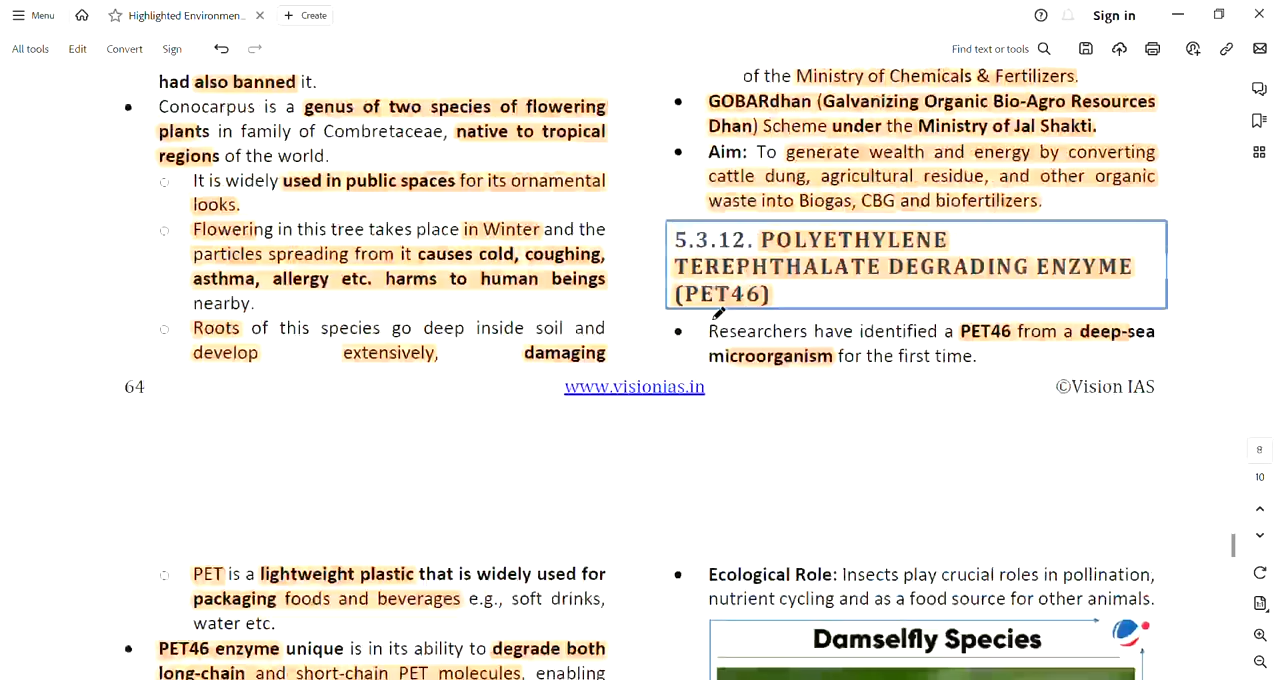 Menu
Highlighted Environmen...
Create
Sign in
All tools
Edit
Convert
Sign
Find text or tools
had also banned it.
• Conocarpus is a genus of two species of flowering
plants in family of Combretaceae, native to tropical
regions of the world.
○ It is widely used in public spaces for its ornamental
looks.
○ Flowering in this tree takes place in Winter and the
particles spreading from it causes cold, coughing,
asthma, allergy etc. harms to human beings
nearby.
○ Roots of this species go deep inside soil and
develop extensively, damaging
of the Ministry of Chemicals & Fertilizers.
• GOBARdhan (Galvanizing Organic Bio-Agro Resources
Dhan) Scheme under the Ministry of Jal Shakti.
• Aim: To generate wealth and energy by converting
cattle dung, agricultural residue, and other organic
waste into Biogas, CBG and biofertilizers.
5.3.12. POLYETHYLENE
TEREPHTHALATE DEGRADING ENZYME
(PET46)
• Researchers have identified a PET46 from a deep-sea
microorganism for the first time.
64
www.visionias.in
©Vision IAS
8
10
○ PET is a lightweight plastic that is widely used for
packaging foods and beverages e.g., soft drinks,
water etc.
• PET46 enzyme unique is in its ability to degrade both
long-chain and short-chain PET molecules, enabling
• Ecological Role: Insects play crucial roles in pollination,
nutrient cycling and as a food source for other animals.
Damselfly Species